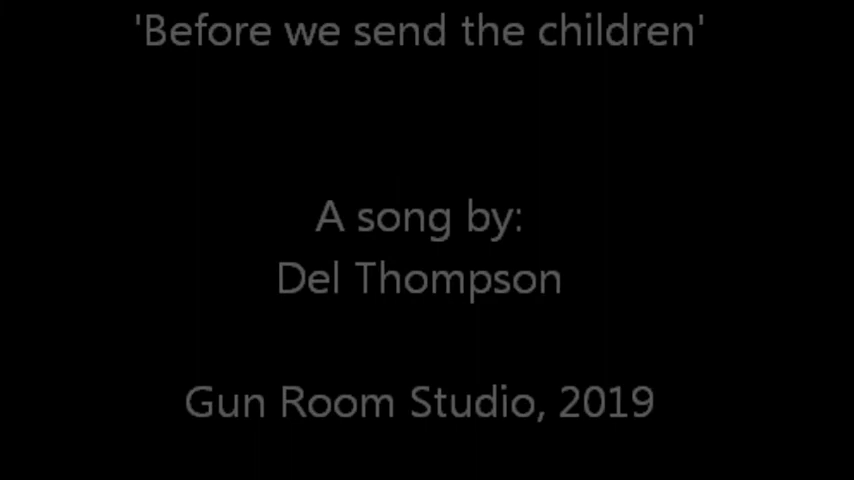 'Before we send the children'
A song by:
Del Thompson
Gun Room Studio, 2019